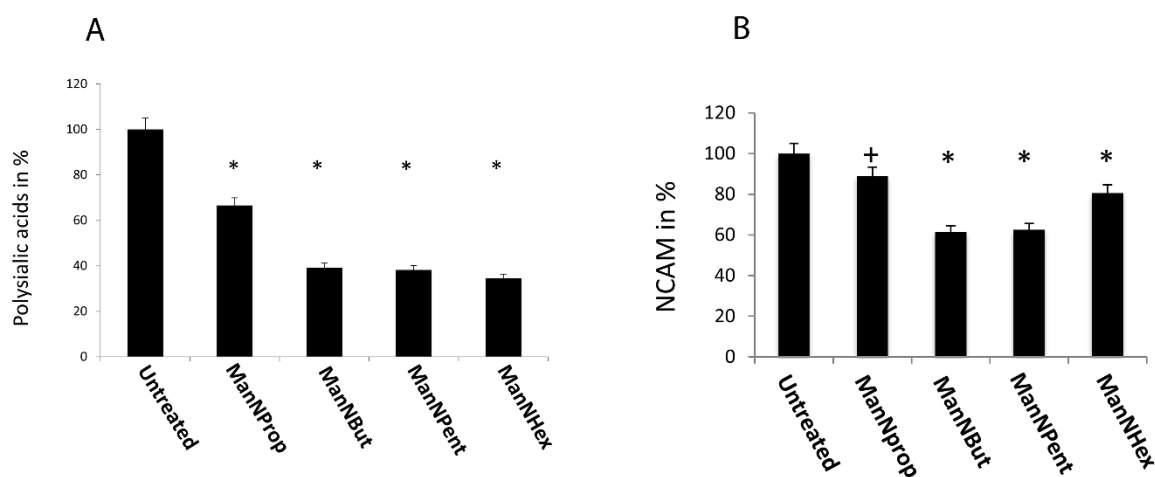 A
Polysialic acids in %
120
100
80
60
40
20
0
* * * *
Untreated
ManNProp
ManNBut
ManNPent
ManNHex
B
NCAM in %
120
100
80
60
40
20
0
+ * * *
Untreated
ManNprop
ManNBut
ManNPent
ManNHex